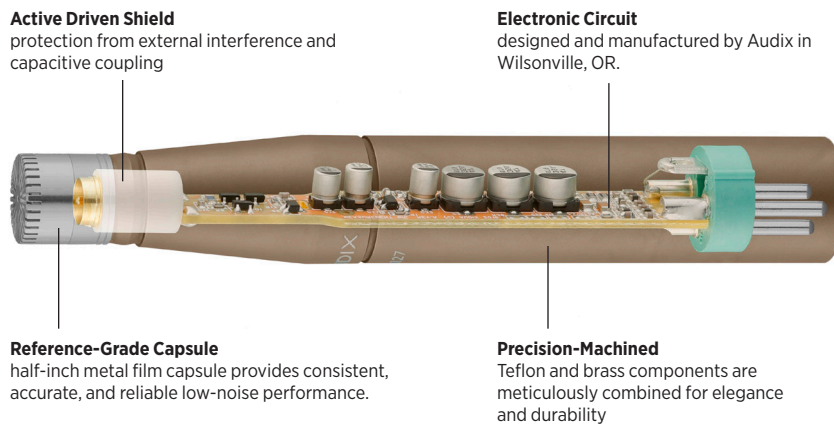 Active Driven Shield
protection from external interference and
capacitive coupling
Electronic Circuit
designed and manufactured by Audix in
Wilsonville, OR.
DIX
027
Reference-Grade Capsule
half-inch metal film capsule provides consistent,
accurate, and reliable low-noise performance.
Precision-Machined
Teflon and brass components are
meticulously combined for elegance
and durability